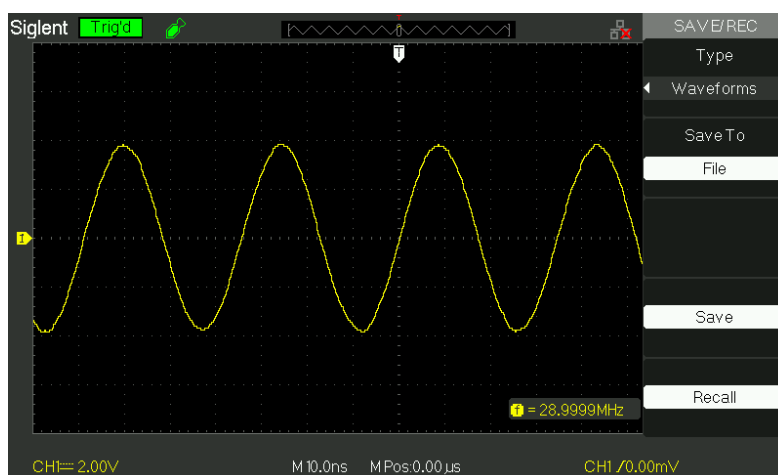 Siglent Trig'd SAVE/REC
T
Type
Waveforms
Save To
File
1
f = 28.9999MHz
Save
Recall
CH1 2.00V M 10.0ns M Pos:0.00 µs CH1 / 0.00mV